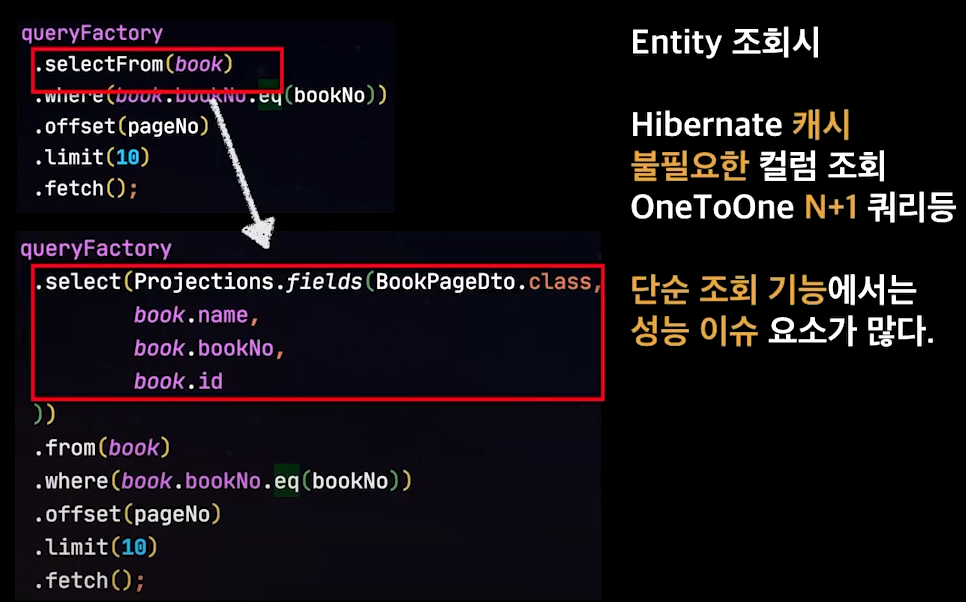 queryFactory
.selectFrom(book)
.where(book.bookNo.eq(bookNo))
.offset(pageNo)
.limit(10)
.fetch();
queryFactory
.select(Projections.fields(BookPageDto.class,
book.name,
book.bookNo,
book.id
))
.from(book)
.where(book.bookNo.eq(bookNo))
.offset(pageNo)
.limit(10)
.fetch();
Entity 조회시
Hibernate 캐시
불필요한 컬럼 조회
OneToOne N+1 쿼리등
단순 조회 기능에서는
성능 이슈 요소가 많다.